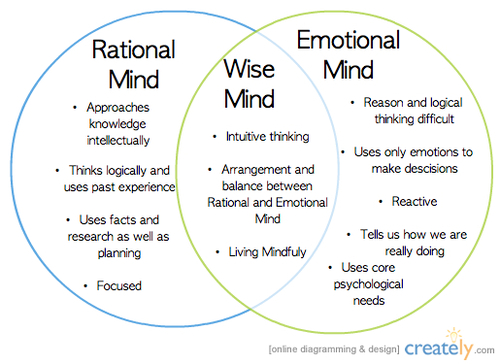 Rational
Mind
• Approaches
knowledge
intellectually
• Thinks logically and
uses past experience
• Uses facts and
research as well as
planning
• Focused
Wise
Mind
• Intuitive thinking
• Arrangement and
balance between
Rational and Emotional
Mind
• Living Mindfully
Emotional
Mind
• Reason and logical
thinking difficult
• Uses only emotions to
make descisions
• Reactive
• Tells us how we are
really doing
• Uses core
psychological
needs
[online diagramming & design] creately.com